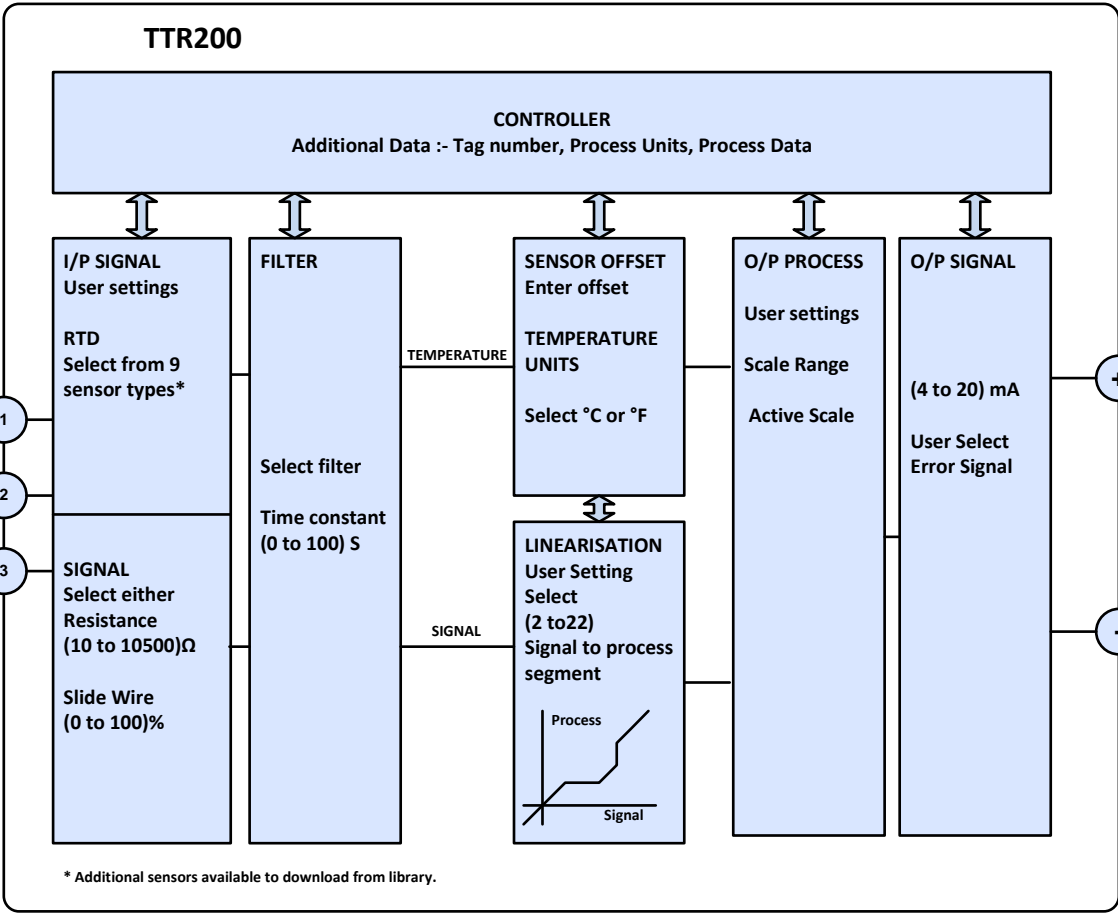 TTR200
CONTROLLER
Additional Data :- Tag number, Process Units, Process Data
I/P SIGNAL
User settings
RTD
Select from 9
sensor types*
1
2
3
SIGNAL
Select either
Resistance
(10 to 10500)Ω
Slide Wire
(0 to 100)%
FILTER
Select filter
Time constant
(0 to 100) S
TEMPERATURE
SIGNAL
SENSOR OFFSET
Enter offset
TEMPERATURE
UNITS
Select °C or °F
LINEARISATION
User Setting
Select
(2 to22)
Signal to process
segment
Process
Signal
O/P PROCESS
User settings
Scale Range
Active Scale
O/P SIGNAL
(4 to 20) mA
User Select
Error Signal
+
-
* Additional sensors available to download from library.